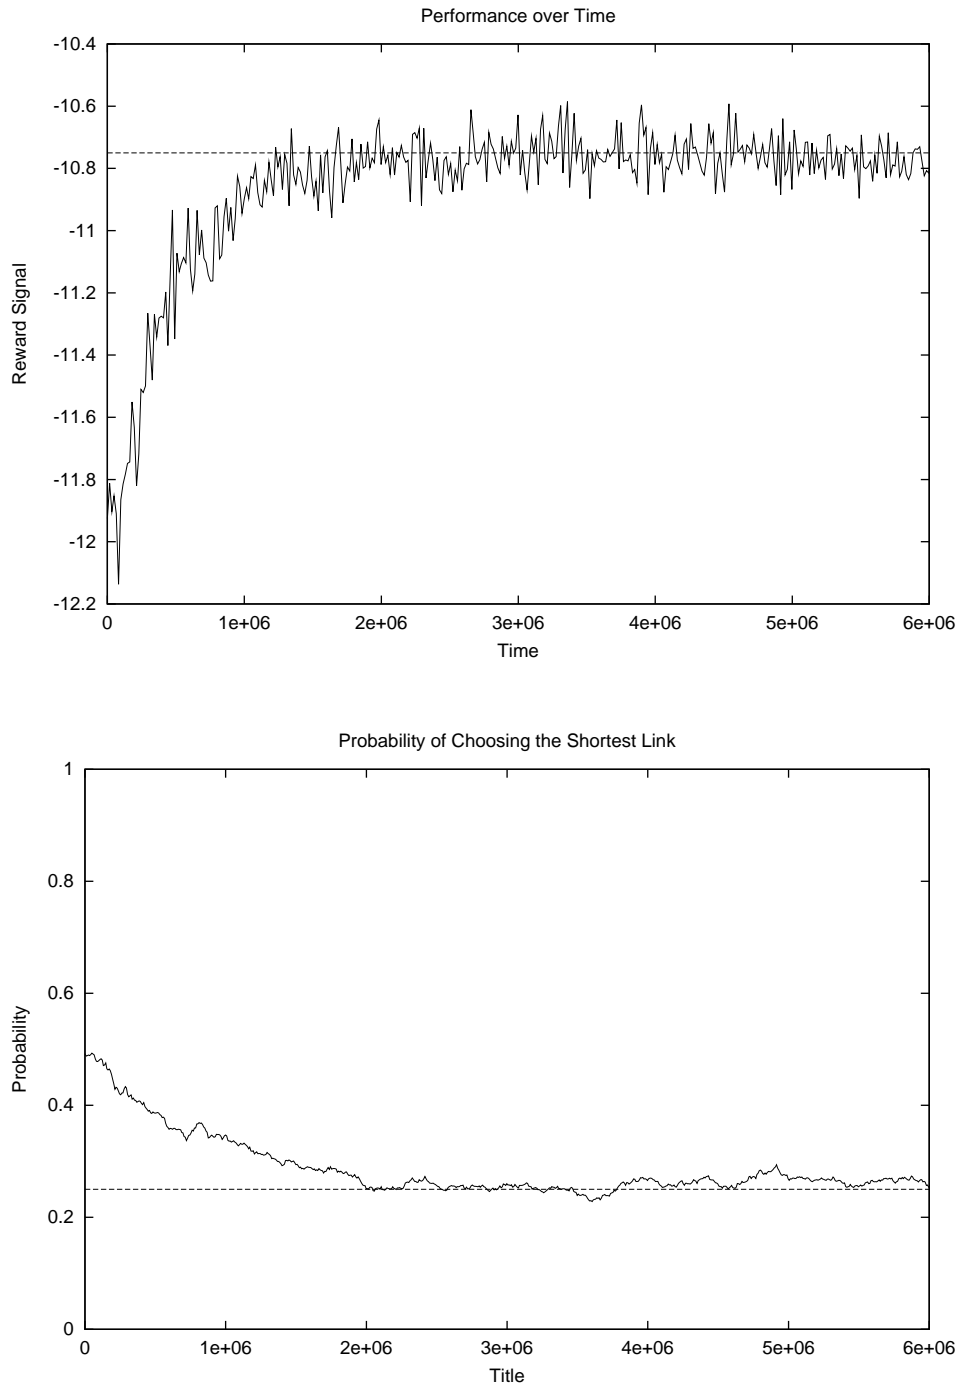 Performance over Time
-10.4
-10.6
-10.8
-11
-11.2
-11.4
-11.6
-11.8
-12
-12.2
Reward Signal
0 1e+06 2e+06 3e+06 4e+06 5e+06 6e+06
Time
Probability of Choosing the Shortest Link
1
0.8
0.6
0.4
0.2
0
Probability
0 1e+06 2e+06 3e+06 4e+06 5e+06 6e+06
Title